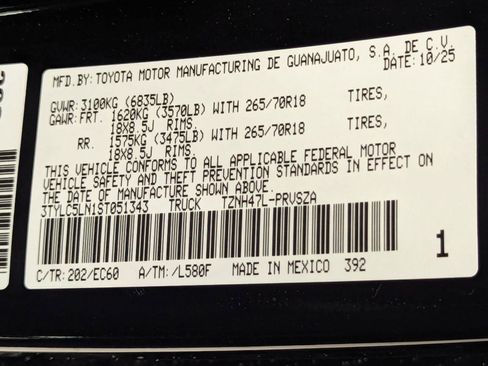 MFD.BY:TOYOTA MOTOR MANUFACTURING DE GUANAJUATO, S.A. DE C.V.
DATE:10/25
GVWR:3100KG (6835LB)
GAWR:FRT. 1620KG (3570LB) WITH 265/70R18 TIRES,
18X8.5J RIMS.
RR. 1575KG (3475LB) WITH 265/70R18 TIRES,
18X8.5J RIMS.
THIS VEHICLE CONFORMS TO ALL APPLICABLE FEDERAL MOTOR
VEHICLE SAFETY AND THEFT PREVENTION STANDARDS IN EFFECT ON
THE DATE OF MANUFACTURE SHOWN ABOVE.
3TYLC5LN1ST051343 TRUCK TZNH47L-PRVSZA
1
C/TR:202/EC60 A/TM:/L580F MADE IN MEXICO 392